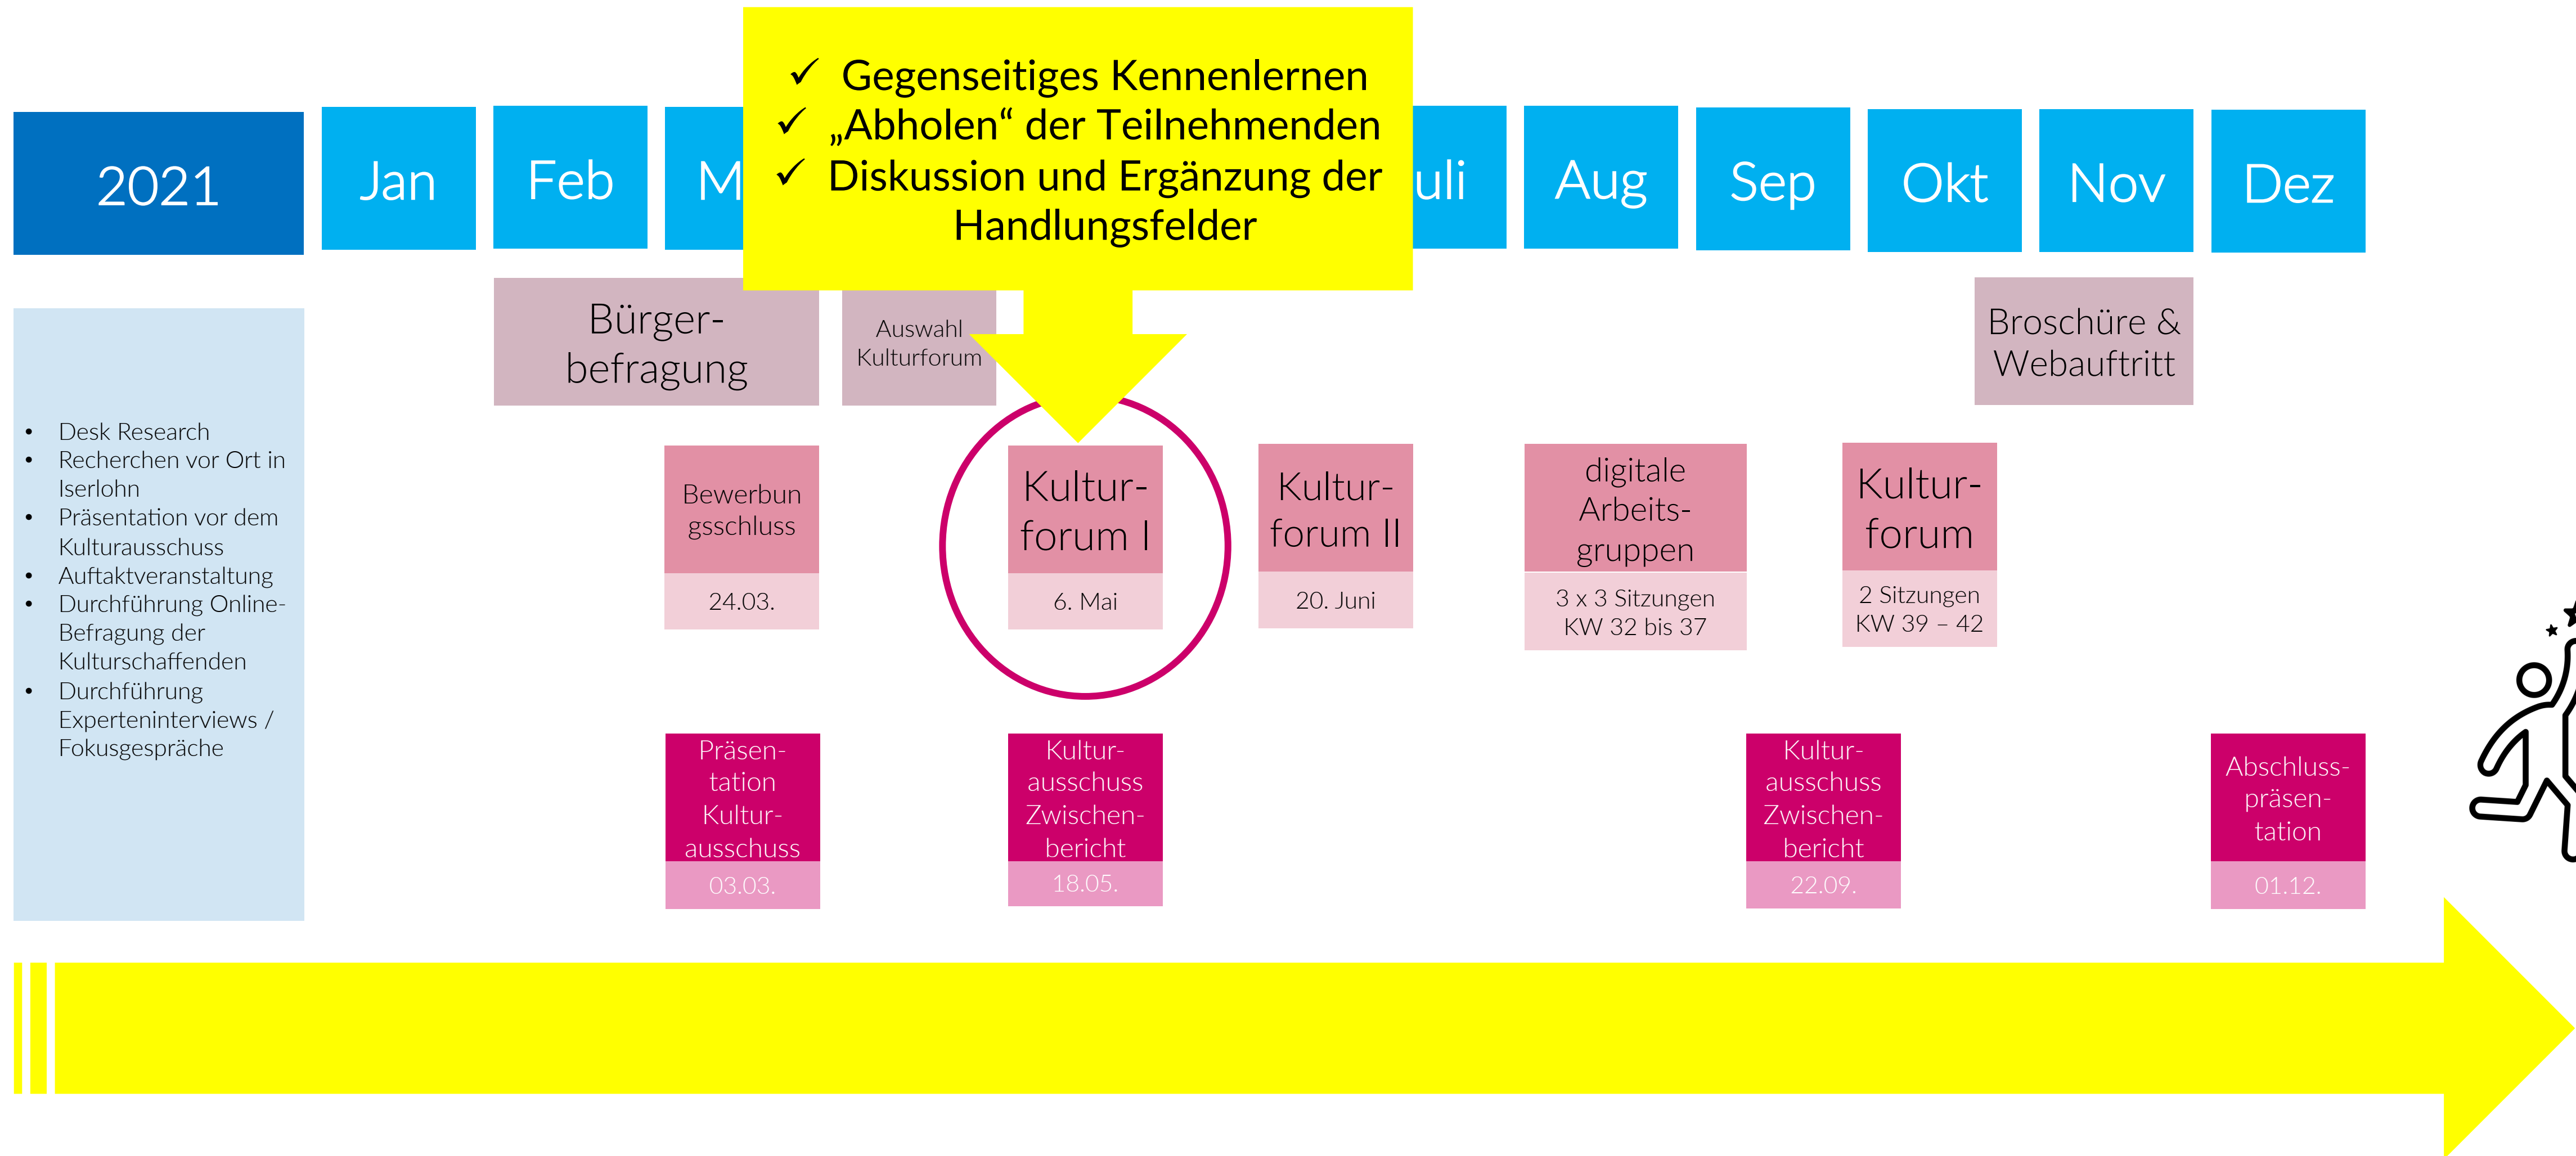 ✓ Gegenseitiges Kennenlernen
✓ „Abholen“ der Teilnehmenden
✓ Diskussion und Ergänzung der
Handlungsfelder
2021
Jan
Feb
M
uli
Aug
Sep
Okt
Nov
Dez
• Desk Research
• Recherchen vor Ort in
Iserlohn
• Präsentation vor dem
Kulturausschuss
• Auftaktveranstaltung
• Durchführung Online-
Befragung der
Kulturschaffenden
• Durchführung
Experteninterviews /
Fokusgespräche
Bürger-
befragung
Auswahl
Kulturforum
Broschüre &
Webauftritt
Bewerbun
gsschluss
24.03.
Kultur-
forum I
6. Mai
Kultur-
forum II
20. Juni
digitale
Arbeits-
gruppen
3 x 3 Sitzungen
KW 32 bis 37
Kultur-
forum
2 Sitzungen
KW 39 – 42
Präsen-
tation
Kultur-
ausschuss
03.03.
Kultur-
ausschuss
Zwischen-
bericht
18.05.
Kultur-
ausschuss
Zwischen-
bericht
22.09.
Abschluss-
präsen-
tation
01.12.